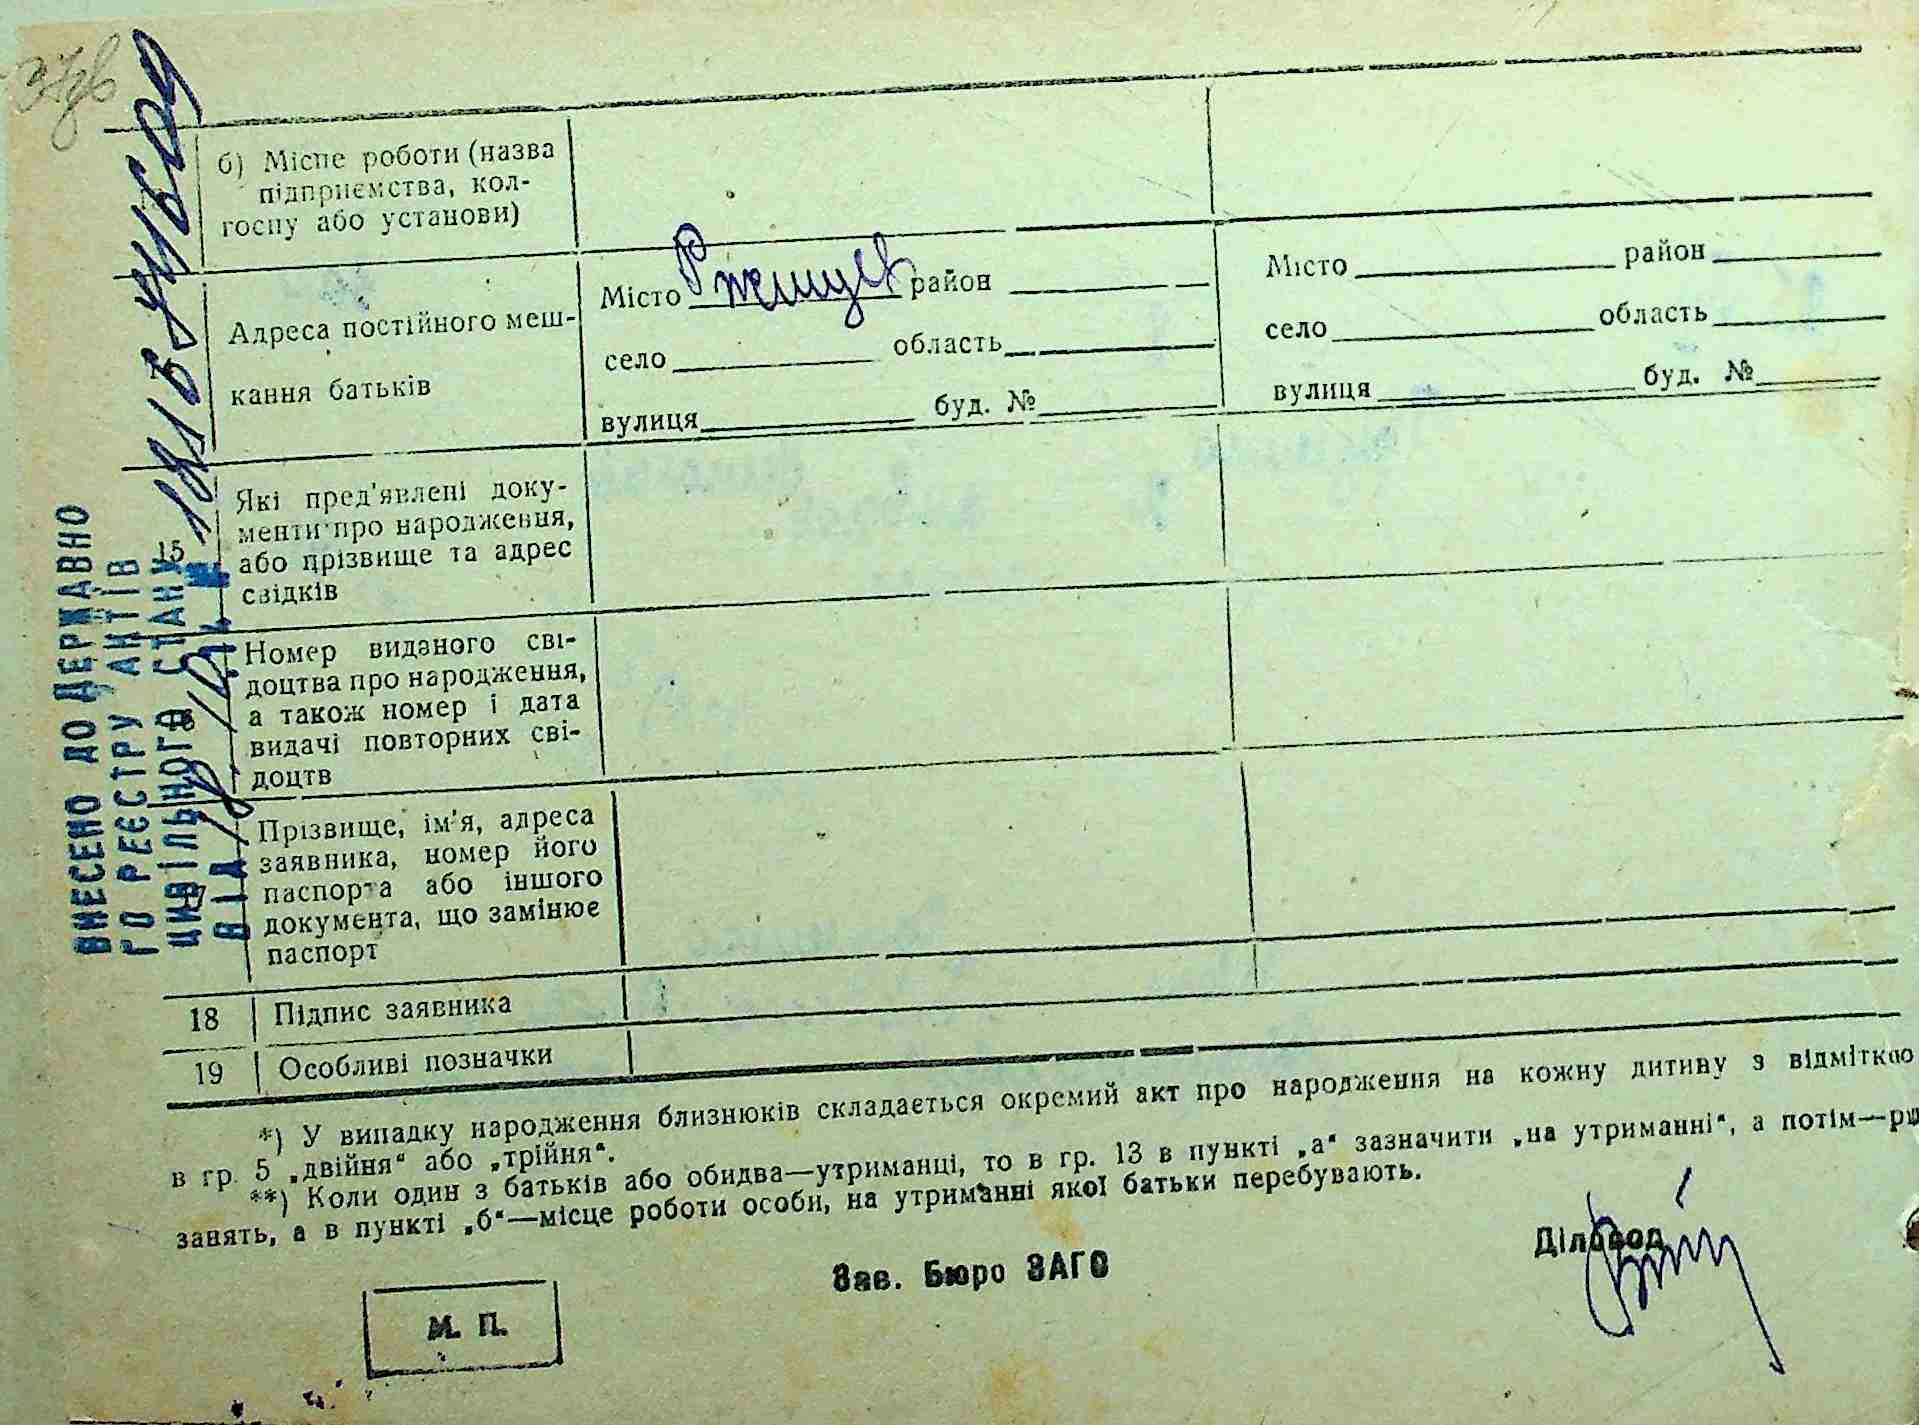 б) Місце роботи (назва
підприємства, кол-
госпу або установи)
Адреса постійного меш-
кання батьків
Місто район
село область
вулиця буд. №
Місто район
село область
вулиця буд. №
15
Які пред'явлені доку-
менти про народження,
або прізвище та адрес
свідків
Номер виданого сві-
доцтва про народження,
а також номер і дата
видачі повторних сві-
доцтв
Прізвище, ім'я, адреса
заявника, номер його
паспорта або іншого
документа, що замінює
паспорт
18 Підпис заявника
19 Особливі позначки
*) У випадку народження близнюків складається окремий акт про народження на кожну дитину з відміткою
в гр. 5 „двійня“ або „трійня“.
**) Коли один з батьків або обидва—утриманці, то в гр. 13 в пункті „а“ зазначити „на утриманні“, а потім—рід
занять, а в пункті „б“—місце роботи особи, на утриманні якої батьки перебувають.
Зав. Бюро ЗАГС
Діловод
М. П.
ВНЕСЕНО ДО ДЕРЖАВНО
ГО РЕЄСТРУ АКТІВ
ЦИВІЛЬНОГО СТАНУ
ВІД